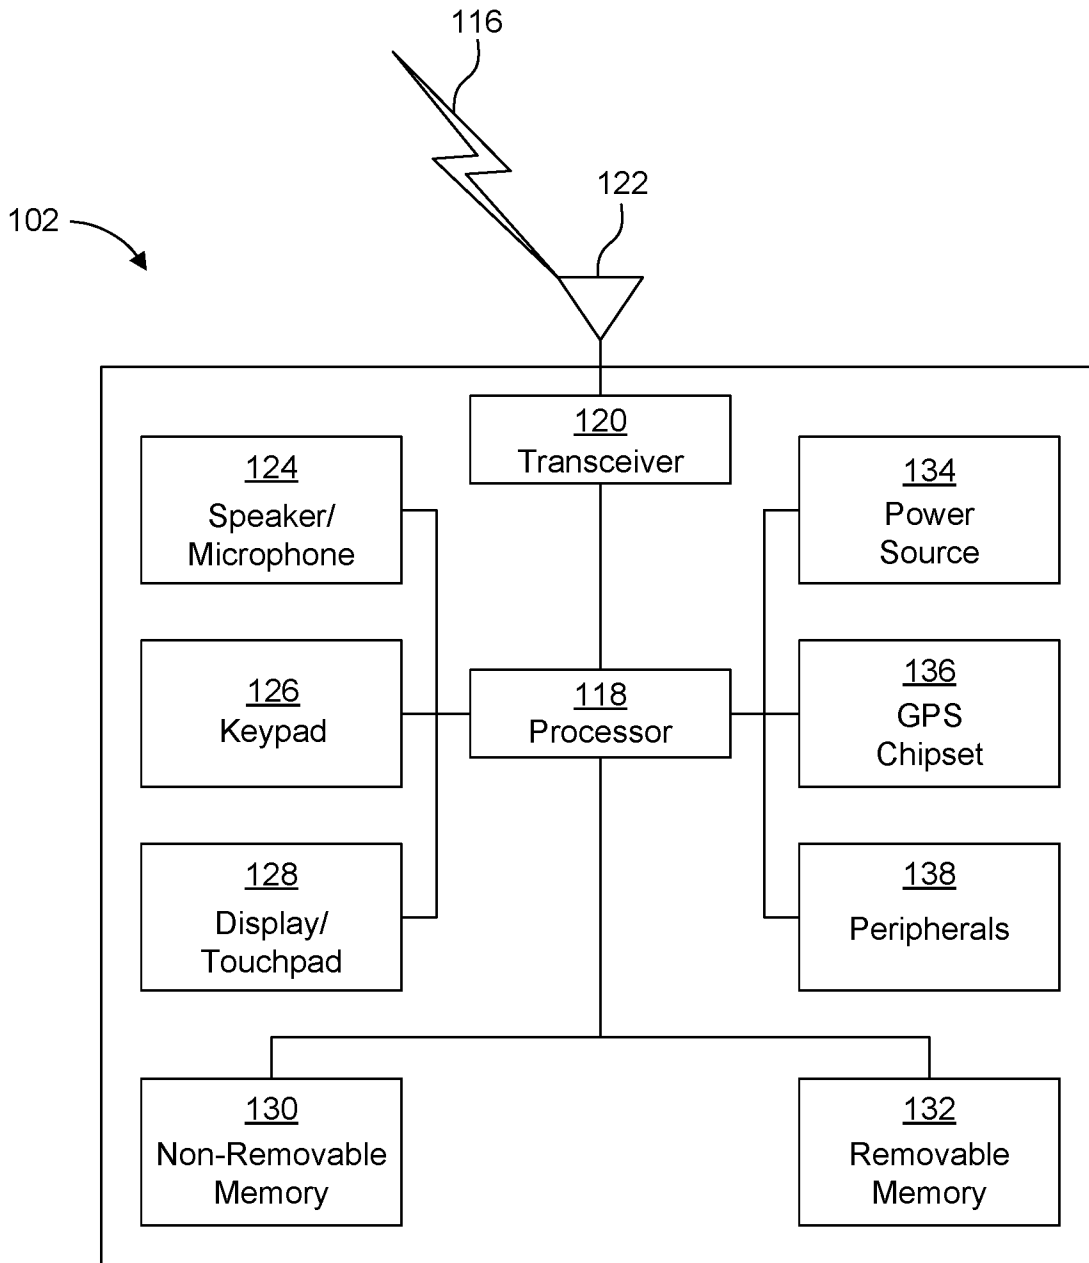 116
122
102
120
Transceiver
124
Speaker/
Microphone
134
Power
Source
126
Keypad
118
Processor
136
GPS
Chipset
128
Display/
Touchpad
138
Peripherals
130
Non-Removable
Memory
132
Removable
Memory